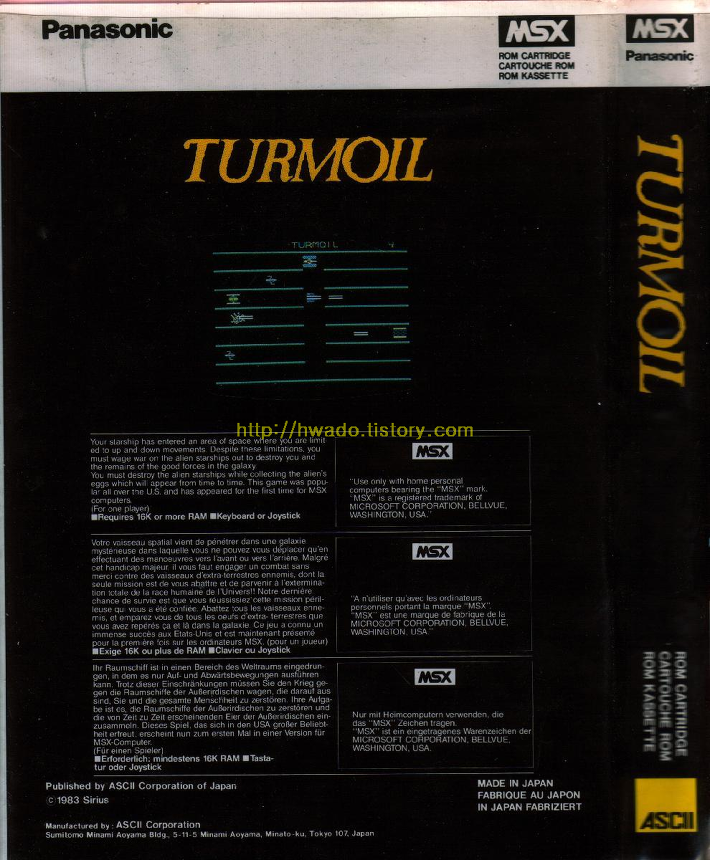 Panasonic
MSX
ROM CARTRIDGE
CARTOUCHE ROM
ROM KASSETTE
MSX
Panasonic
TURMOIL
TURMOIL 4
http://hwado.tistory.com
Your starship has entered an area of space where you are limit
ed to up and down movements. Despite these limitations, you
must wage war on the alien starships out to destroy you and
the remains of the good forces in the galaxy
You must destroy the alien starships while collecting the alien's
eggs which will appear from time to time. This game was popu-
lar all over the U.S. and has appeared for the first time for MSX
computers.
(For one player)
■Requires 16K or more RAM ■Keyboard or Joystick
MSX
"Use only with home personal
computers bearing the "MSX" mark.
"MSX" is a registered trademark of
MICROSOFT CORPORATION, BELLVUE,
WASHINGTON, USA."
Votre vaisseau spatial vient de pénétrer dans une galaxie
mystérieuse dans laquelle vous ne pouvez vous déplacer qu'en
effectuant des manoeuvres vers l'avant ou vers l'arrière. Malgré
cet handicap majeur, il vous faut engager un combat sans
merci contre des vaisseaux d'extra-terrestres ennemis, dont la
seule mission est de vous abattre et de parvenir à l'extermina-
tion totale de la race humaine de l'Univers!! Notre dernière
chance de survie est que vous réussissiez cette mission péril-
leuse qui vous a été confiée. Abattez tous les vaisseaux enne-
mis, et emparez vous de tous les oeufs d'extra- terrestres que
vous avez repérés ça et là dans la galaxie. Ce jeu a connu un
immense succès aux Etats-Unis et est maintenant présenté
pour la première fois sur les ordinateurs MSX. (pour un joueur)
■Exige 16K ou plus de RAM ■Clavier ou Joystick
MSX
"A n'utiliser qu'avec les ordinateurs
personnels portant la marque "MSX".
"MSX" est une marque de fabrique de la
MICROSOFT CORPORATION, BELLVUE,
WASHINGTON, USA."
Ihr Raumschiff ist in einen Bereich des Weltraums eingedrun-
gen, in dem es nur Auf- und Abwärtsbewegungen ausführen
kann. Trotz dieser Einschränkungen müssen Sie den Krieg ge-
gen die Raumschiffe der Außerirdischen wagen, die darauf aus
sind, Sie und die gesamte Menschheit zu zerstören. Ihre Aufga-
be ist es, die Raumschiffe der Außerirdischen zu zerstören und
die von Zeit zu Zeit erscheinenden Eier der Außerirdischen ein-
zusammeln. Dieses Spiel, das sich in den USA großer Beliebt-
heit erfreut, erscheint nun zum ersten Mal in einer Version für
MSX-Computer.
(Für einen Spieler)
■Erforderlich: mindestens 16K RAM ■Tasta-
tur oder Joystick
MSX
Nur mit Heimcomputern verwenden, die
das "MSX" Zeichen tragen.
"MSX" ist ein eingetragenes Warenzeichen der
MICROSOFT CORPORATION, BELLVUE,
WASHINGTON, USA.
Published by ASCII Corporation of Japan
©1983 Sirius
MADE IN JAPAN
FABRIQUE AU JAPON
IN JAPAN FABRIZIERT
Manufactured by: ASCII Corporation
Sumitomo Minami Aoyama Bldg., 5-11-5 Minami Aoyama, Minato-ku, Tokyo 107, Japan
TURMOIL
ROM CARTRIDGE
CARTOUCHE ROM
ROM KASSETTE
ASCII